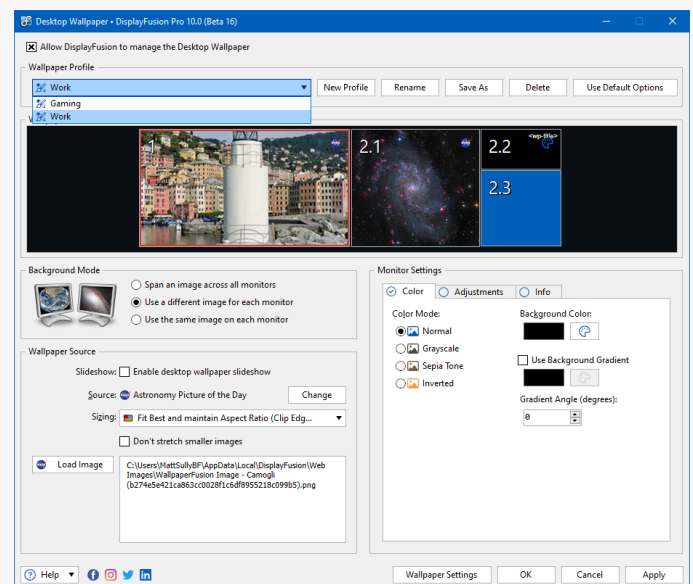 Desktop Wallpaper • DisplayFusion Pro 10.0 (Beta 16)
Allow DisplayFusion to manage the Desktop Wallpaper
Wallpaper Profile
Work
New Profile
Rename
Save As
Delete
Use Default Options
Gaming
Work
1
2.1
2.2
<wp-title>
2.3
Background Mode
Span an image across all monitors
Use a different image for each monitor
Use the same image on each monitor
Monitor Settings
Color
Adjustments
Info
Color Mode:
Normal
Grayscale
Sepia Tone
Inverted
Background Color:
Use Background Gradient
Gradient Angle (degrees):
0
Wallpaper Source
Slideshow:
Enable desktop wallpaper slideshow
Source:
Astronomy Picture of the Day
Change
Sizing:
Fit Best and maintain Aspect Ratio (Clip Edg...
Don't stretch smaller images
Load Image
C:\Users\MattSullyBF\AppData\Local\DisplayFusion\Web
Images\WallpaperFusion Image - Camogli
(b274e5e421ca863cc0028f1c6df8955218c099b5).png
Help
Wallpaper Settings
OK
Cancel
Apply